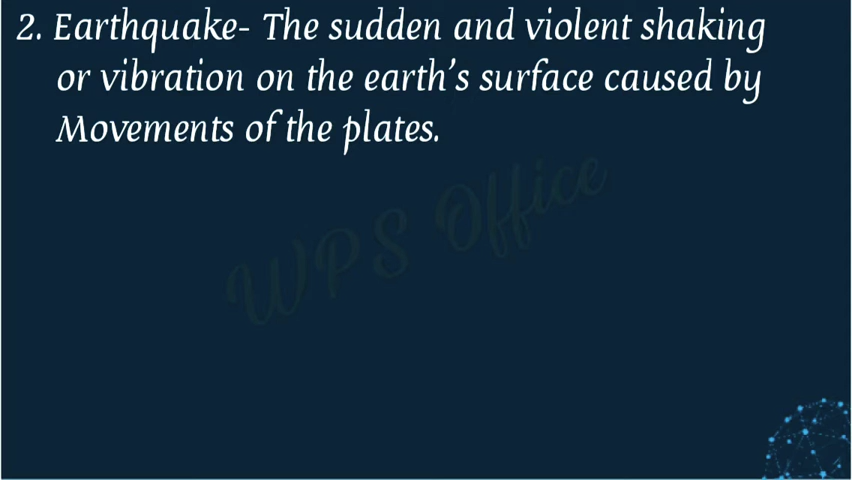 2. Earthquake- The sudden and violent shaking
or vibration on the earth's surface caused by
Movements of the plates.
WPS Office